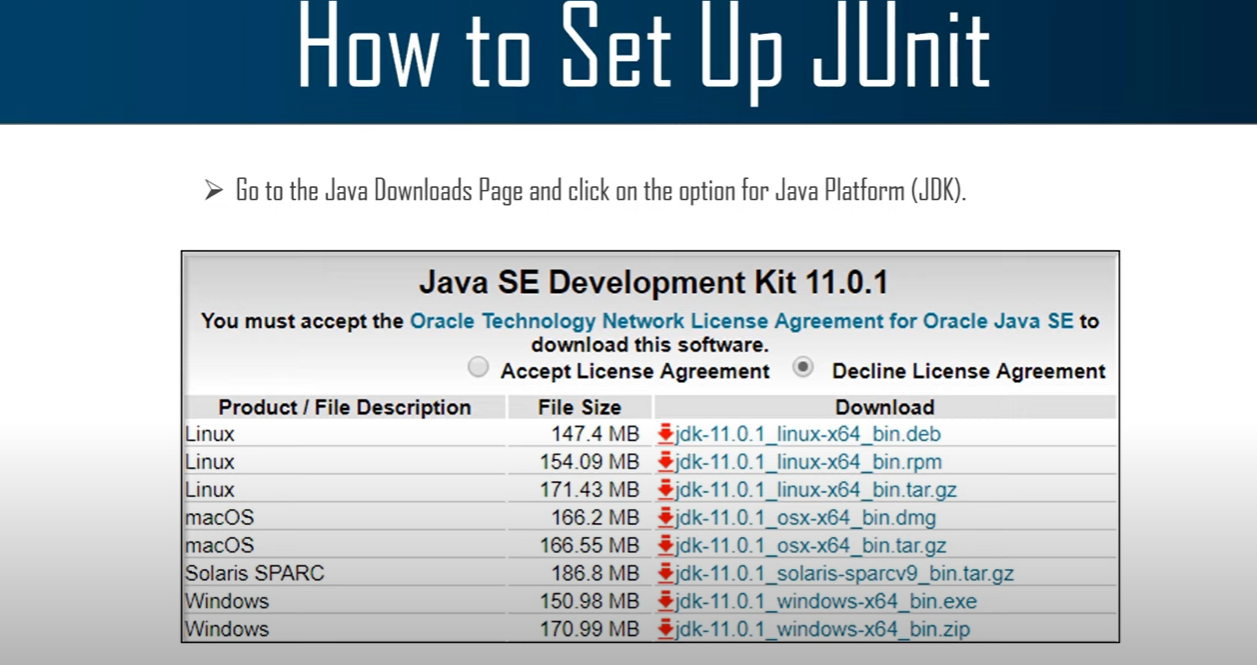 How to Set Up JUnit
➢ Go to the Java Downloads Page and click on the option for Java Platform (JDK).
Java SE Development Kit 11.0.1
You must accept the Oracle Technology Network License Agreement for Oracle Java SE to
download this software.
Accept License Agreement Decline License Agreement
Product / File Description File Size Download
Linux 147.4 MB jdk-11.0.1_linux-x64_bin.deb
Linux 154.09 MB jdk-11.0.1_linux-x64_bin.rpm
Linux 171.43 MB jdk-11.0.1_linux-x64_bin.tar.gz
macOS 166.2 MB jdk-11.0.1_osx-x64_bin.dmg
macOS 166.55 MB jdk-11.0.1_osx-x64_bin.tar.gz
Solaris SPARC 186.8 MB jdk-11.0.1_solaris-sparcv9_bin.tar.gz
Windows 150.98 MB jdk-11.0.1_windows-x64_bin.exe
Windows 170.99 MB jdk-11.0.1_windows-x64_bin.zip